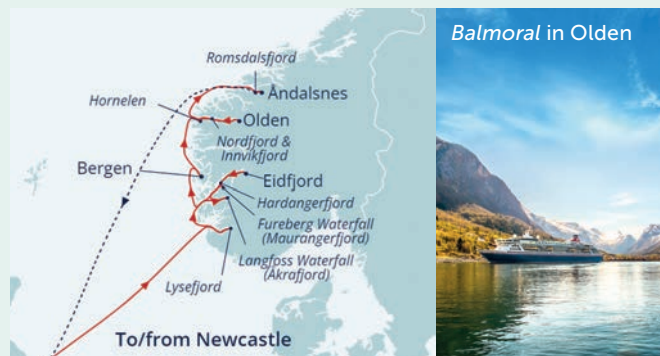 Romsdalsfjord
Åndalsnes
Hornelen
Olden
Nordfjord &
Innvikfjord
Bergen
Eidfjord
Hardangerfjord
Fureberg Waterfall
(Maurangerfjord)
Langfoss Waterfall
(Akrafjord)
Lysefjord
To/from Newcastle
Balmoral in Olden